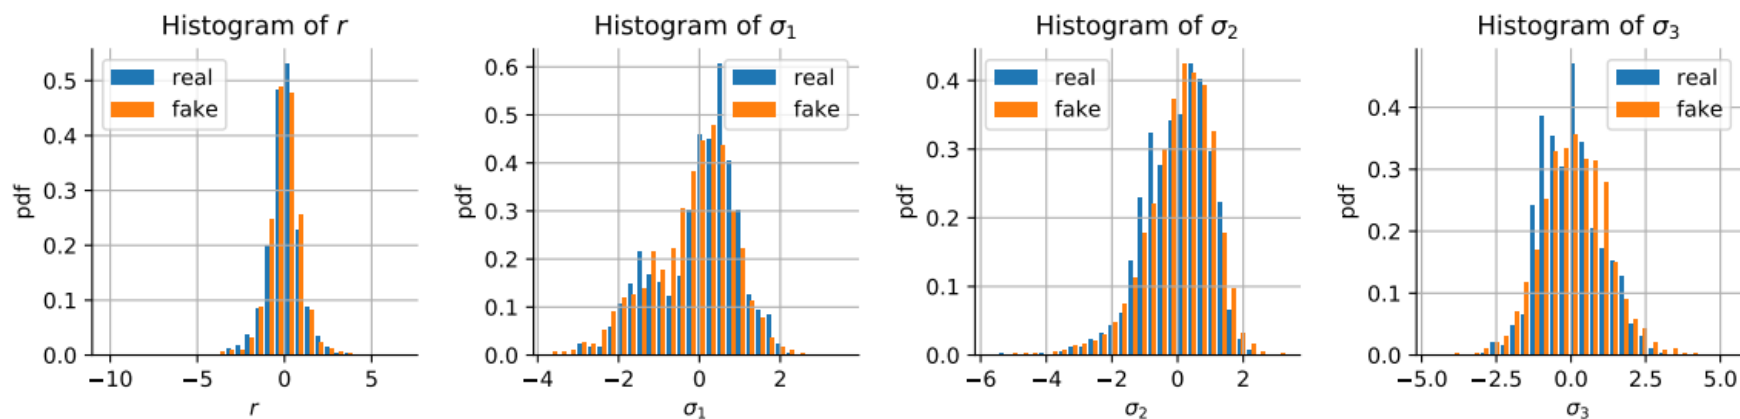 Histogram of r
pdf
0.5
0.4
0.3
0.2
0.1
0.0
real
fake
−10
−5
0
5
r
Histogram of σ₁
pdf
0.6
0.5
0.4
0.3
0.2
0.1
0.0
real
fake
−4
−2
0
2
σ₁
Histogram of σ₂
pdf
0.4
0.3
0.2
0.1
0.0
real
fake
−6
−4
−2
0
2
σ₂
Histogram of σ₃
pdf
0.4
0.3
0.2
0.1
0.0
real
fake
−5.0
−2.5
0.0
2.5
5.0
σ₃